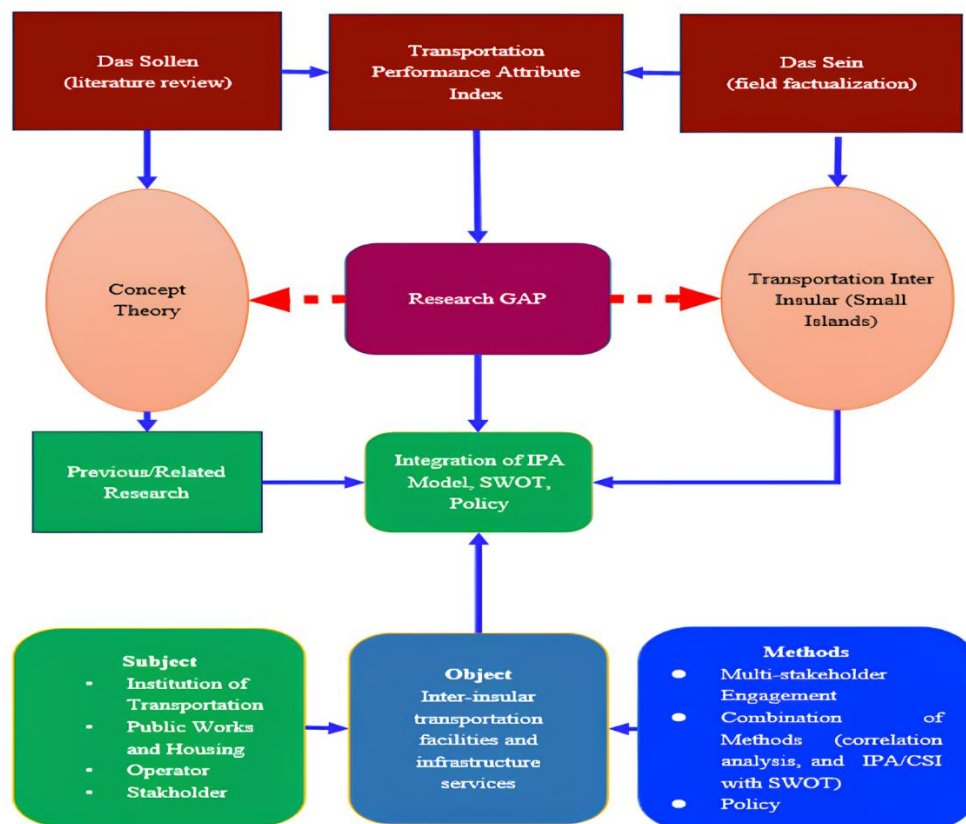 Das Sollen
(literature review)
Transportation
Performance Attribute
Index
Das Sein
(field factualization)
Concept
Theory
Research GAP
Transportation Inter
Insular (Small
Islands)
Previous/Related
Research
Integration of IPA
Model, SWOT,
Policy
Subject
▪ Institution of
Transportation
▪ Public Works
and Housing
▪ Operator
▪ Stakholder
Object
Inter-insular
transportation
facilities and
infrastructure
services
Methods
● Multi-stakeholder
Engagement
● Combination of
Methods (correlation
analysis, and IPA/CSI
with SWOT)
● Policy